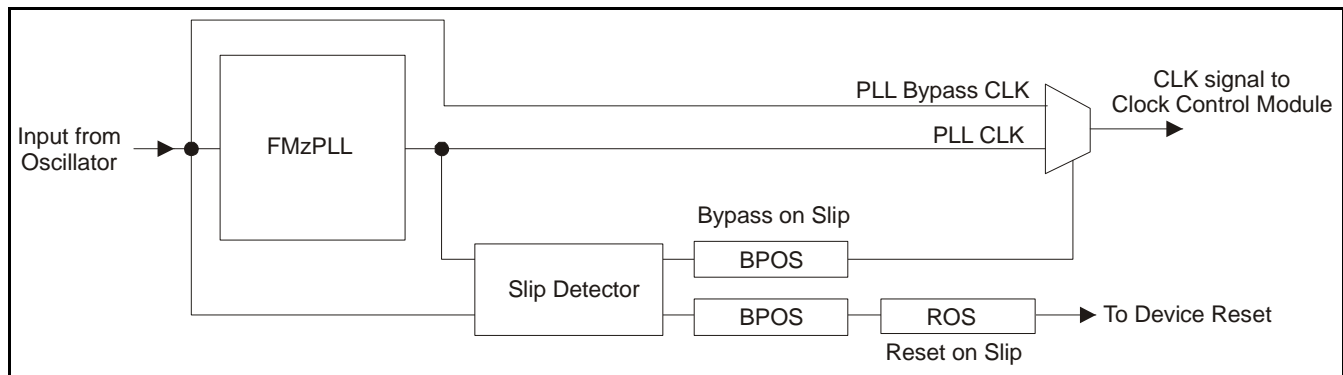 PLL Bypass CLK
CLK signal to
Clock Control Module
Input from
Oscillator
FMzPLL
PLL CLK
Bypass on Slip
BPOS
Slip Detector
BPOS
ROS
To Device Reset
Reset on Slip